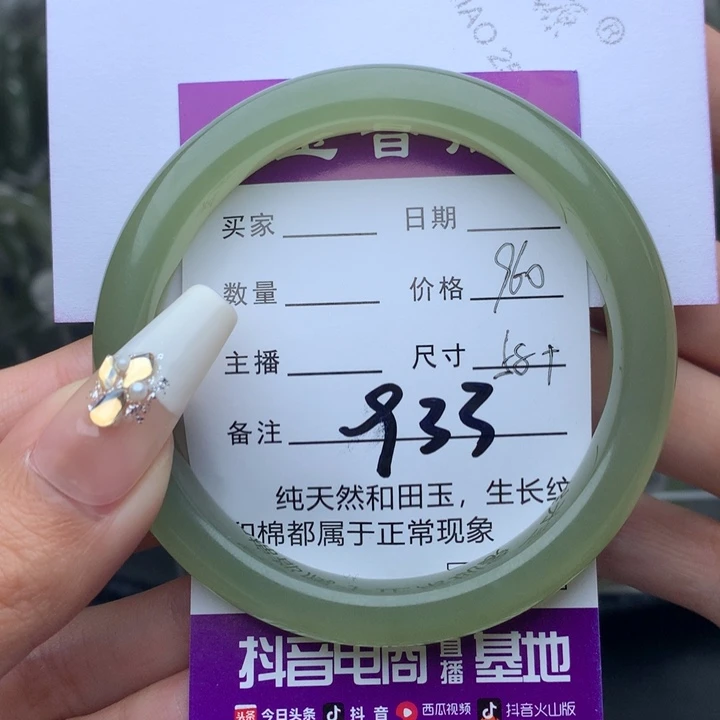 买家 日期
数量 价格 960
主播 尺寸 58+
备注 933
纯天然和田玉，生长纹
棉都属于正常现象
抖音电商 直播 基地
头条 今日头条 抖音 西瓜视频 抖音火山版